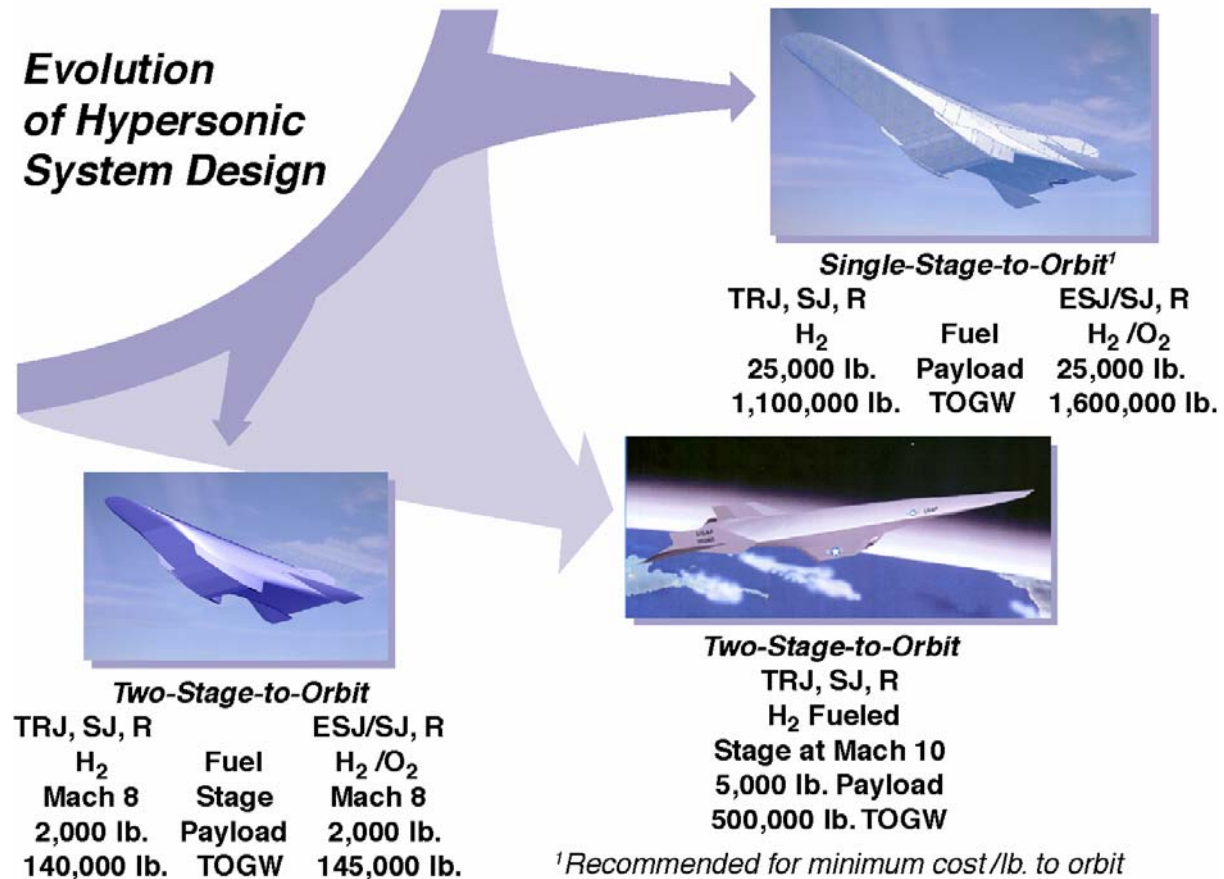 Evolution
of Hypersonic
System Design
Single-Stage-to-Orbit¹
TRJ, SJ, R ESJ/SJ, R
H₂ Fuel H₂ /O₂
25,000 lb. Payload 25,000 lb.
1,100,000 lb. TOGW 1,600,000 lb.
USAF
USAF
Two-Stage-to-Orbit
TRJ, SJ, R ESJ/SJ, R
H₂ Fuel H₂ /O₂
Mach 8 Stage Mach 8
2,000 lb. Payload 2,000 lb.
140,000 lb. TOGW 145,000 lb.
Two-Stage-to-Orbit
TRJ, SJ, R
H₂ Fueled
Stage at Mach 10
5,000 lb. Payload
500,000 lb. TOGW
¹Recommended for minimum cost/lb. to orbit